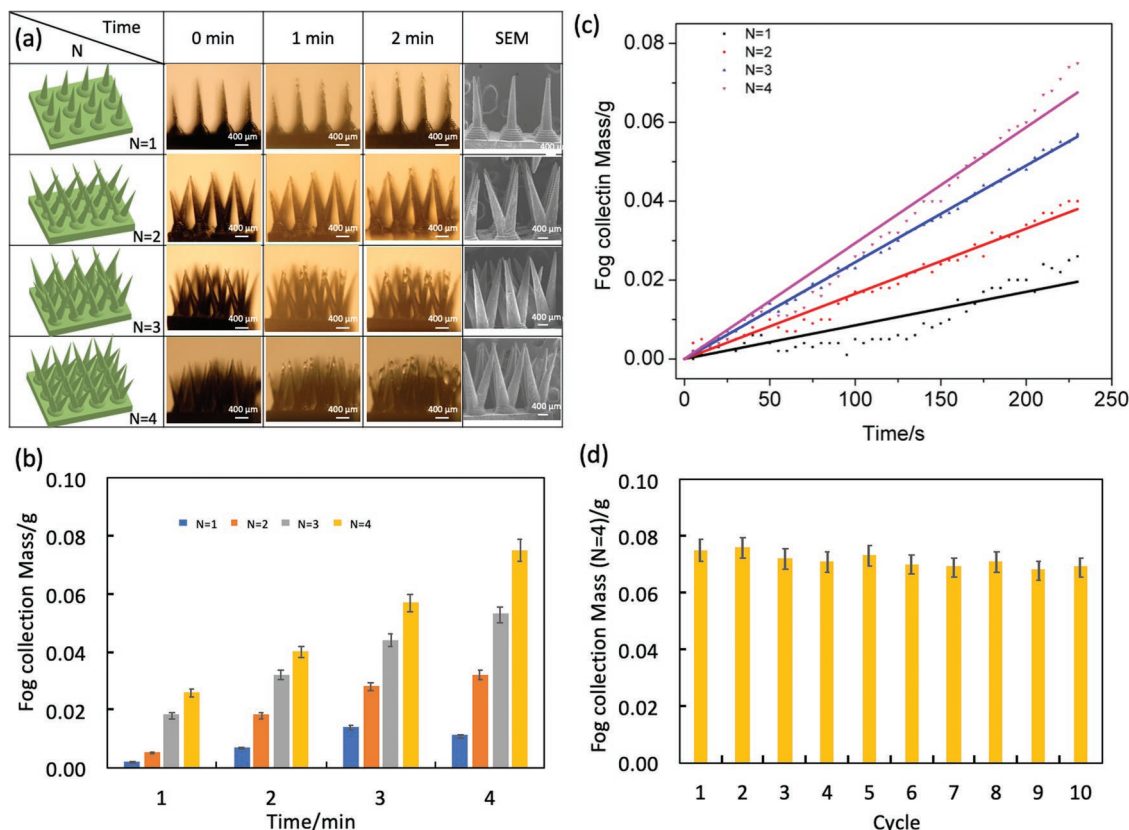 (a)
Time
N
0 min
1 min
2 min
SEM
N=1
400 µm
400 µm
400 µm
N=2
400 µm
400 µm
400 µm
400 µm
N=3
400 µm
400 µm
400 µm
400 µm
N=4
400 µm
400 µm
400 µm
400 µm
(c)
N=1
N=2
N=3
N=4
Fog collectin Mass/g
0.08
0.06
0.04
0.02
0.00
0 50 100 150 200 250
Time/s
(b)
Fog collection Mass/g
0.10
0.08
0.06
0.04
0.02
0.00
N=1 N=2 N=3 N=4
1 2 3 4
Time/min
(d)
Fog collection Mass (N=4)/g
0.10
0.08
0.06
0.04
0.02
0.00
1 2 3 4 5 6 7 8 9 10
Cycle